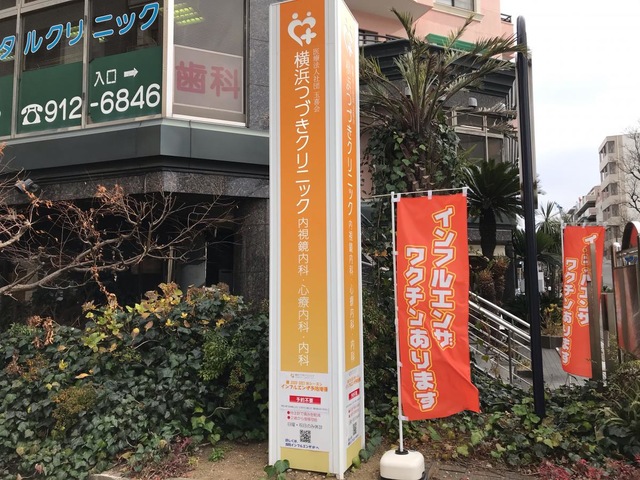 タルクリニック
入口→
☎912-6846
歯科
医療法人社団 玉善会
横浜つづきクリニック
内視鏡内科 心療内科 内科
予約不要
インフルエンザ
ワクチンあります
インフルエンザ
ワクチンあります